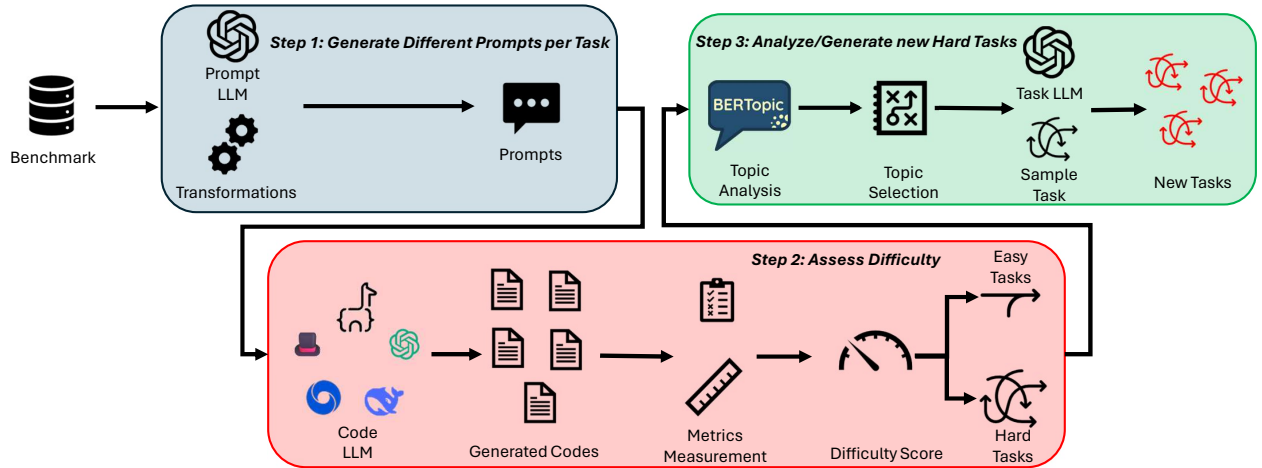 Benchmark
Step 1: Generate Different Prompts per Task
Prompt
LLM
Transformations
Prompts
Step 3: Analyze/Generate new Hard Tasks
BERTopic
Topic
Analysis
Topic
Selection
Task LLM
Sample
Task
New Tasks
Step 2: Assess Difficulty
Code
LLM
Generated Codes
Metrics
Measurement
Difficulty Score
Easy
Tasks
Hard
Tasks